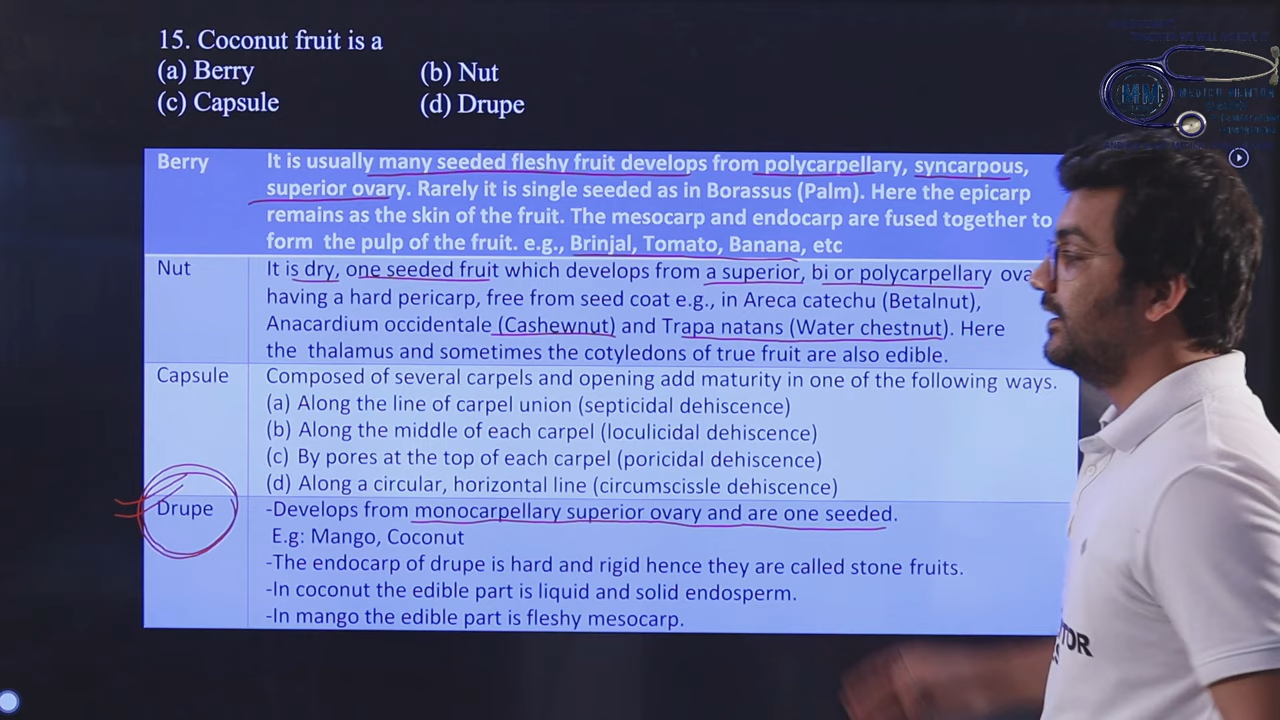 15. Coconut fruit is a
(a) Berry (b) Nut
(c) Capsule (d) Drupe
MM
Berry It is usually many seeded fleshy fruit develops from polycarpellary, syncarpous,
superior ovary. Rarely it is single seeded as in Borassus (Palm). Here the epicarp
remains as the skin of the fruit. The mesocarp and endocarp are fused together to
form the pulp of the fruit. e.g., Brinjal, Tomato, Banana, etc
Nut It is dry, one seeded fruit which develops from a superior, bi or polycarpellary
having a hard pericarp, free from seed coat e.g., in Areca catechu (Betalnut),
Anacardium occidentale (Cashewnut) and Trapa natans (Water chestnut). Here
the thalamus and sometimes the cotyledons of true fruit are also edible.
Capsule Composed of several carpels and opening add maturity in one of the following ways.
(a) Along the line of carpel union (septicidal dehiscence)
(b) Along the middle of each carpel (loculicidal dehiscence)
(c) By pores at the top of each carpel (poricidal dehiscence)
(d) Along a circular, horizontal line (circumscissle dehiscence)
Drupe -Develops from monocarpellary superior ovary and are one seeded.
E.g: Mango, Coconut
-The endocarp of drupe is hard and rigid hence they are called stone fruits.
-In coconut the edible part is liquid and solid endosperm.
-In mango the edible part is fleshy mesocarp.